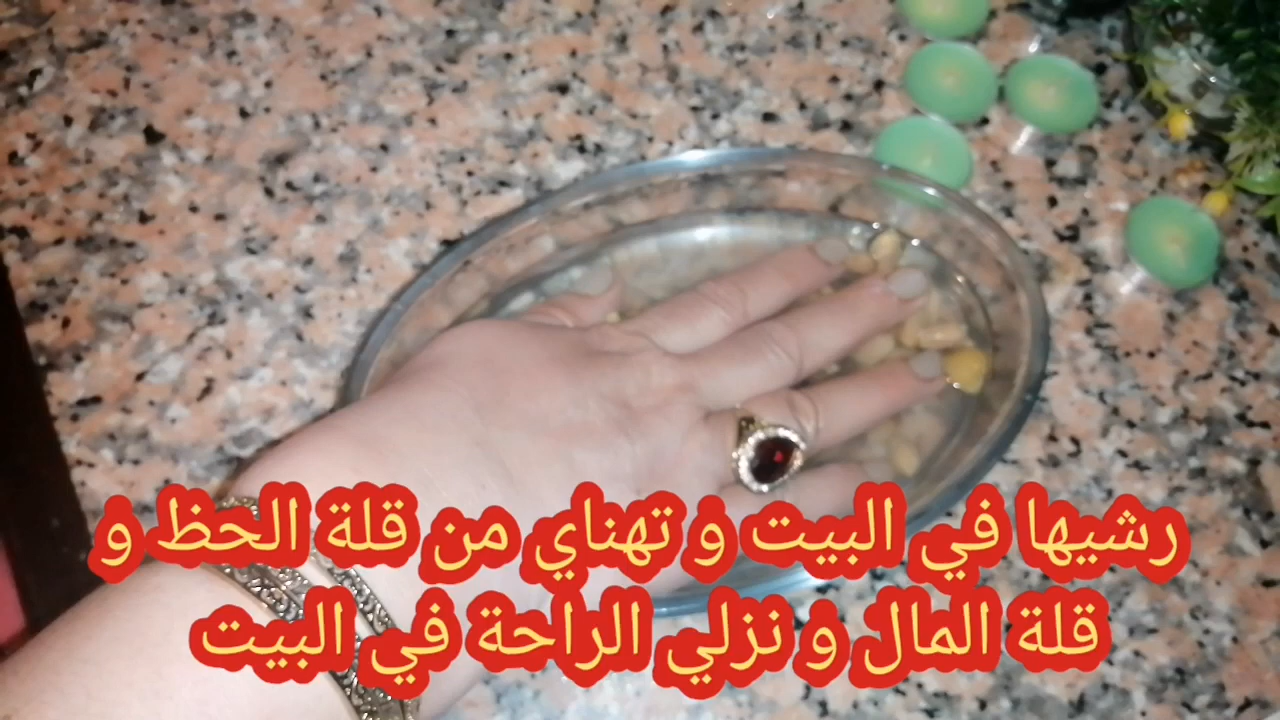 رشيها في البيت و تهناي من قلة الحظ و
قلة المال و نزلي الراحة في البيت